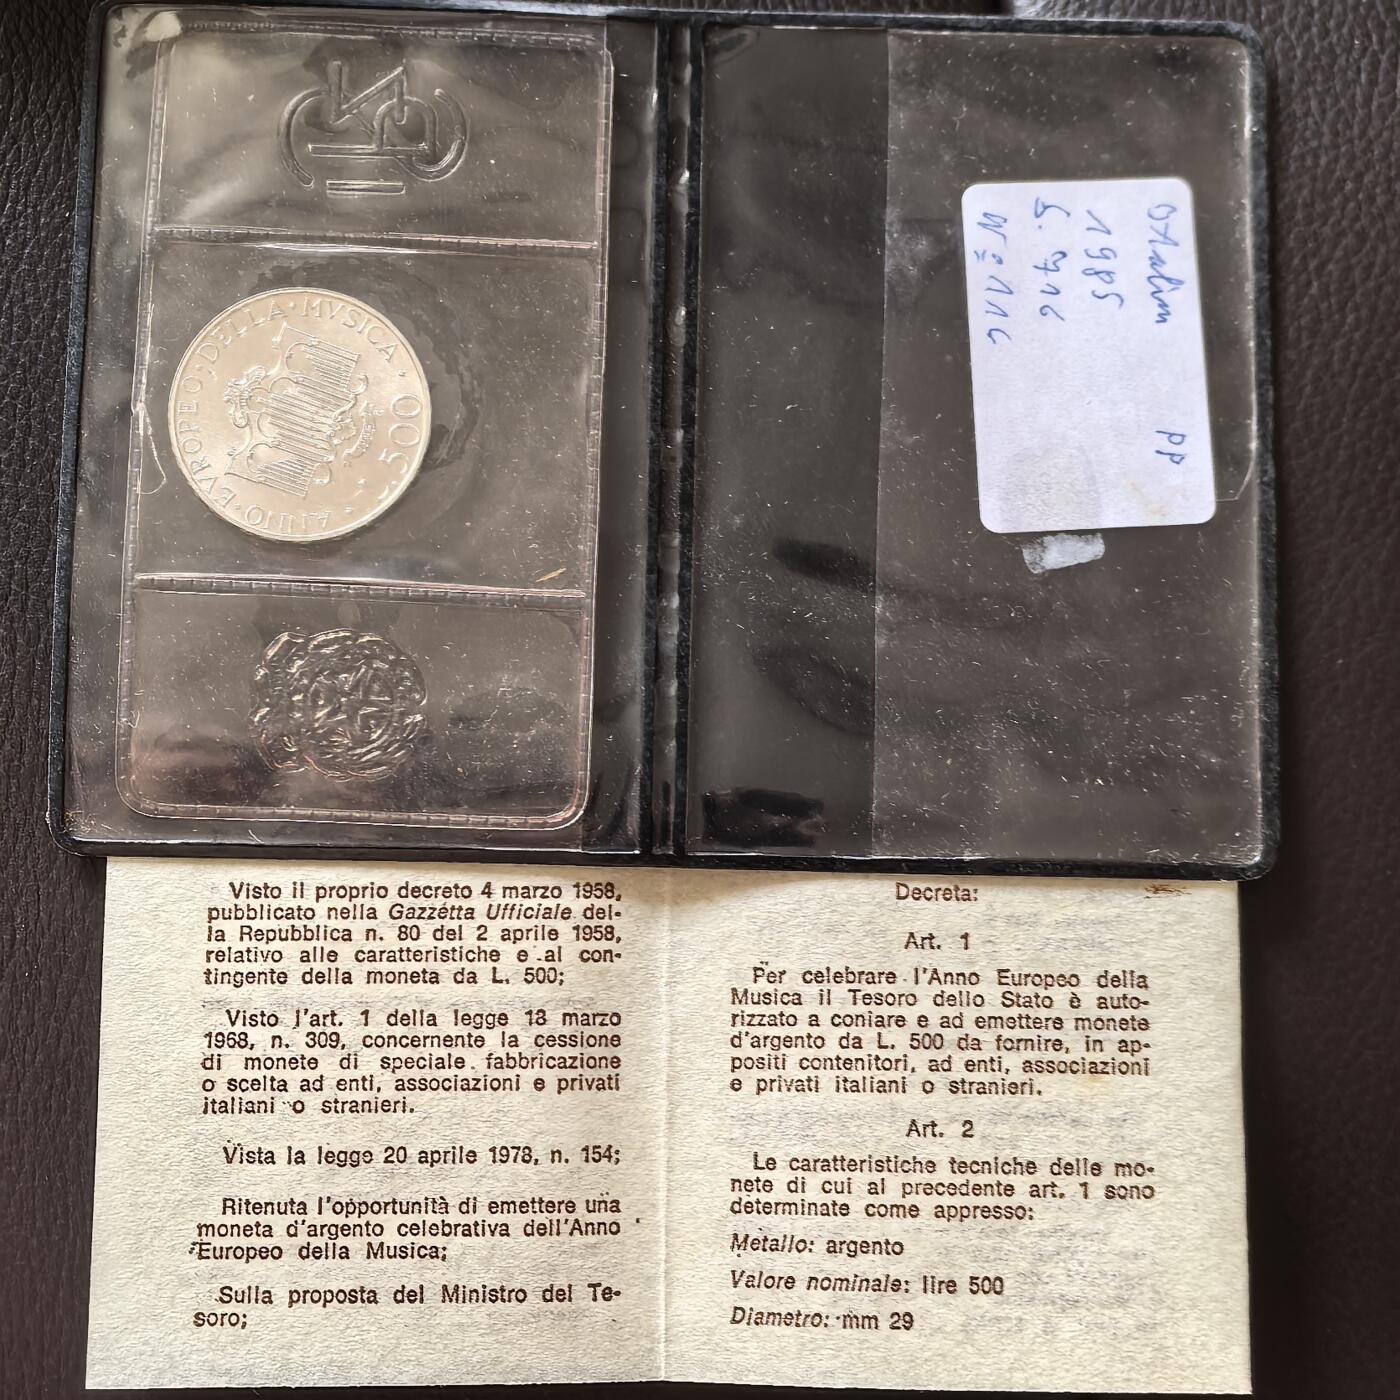 ANNO · EVROPEO · DELLA · MVSICA ·
L.500
1985
PP
Visto il proprio decreto 4 marzo 1958,
pubblicato nella Gazzetta Ufficiale del-
la Repubblica n. 80 del 2 aprile 1958,
relativo alle caratteristiche e al con-
tingente della moneta da L. 500;
Visto l'art. 1 della legge 18 marzo
1968, n. 309, concernente la cessione
di monete di speciale fabbricazione
o scelta ad enti, associazioni e privati
italiani o stranieri.
Vista la legge 20 aprile 1978, n. 154;
Ritenuta l'opportunità di emettere una
moneta d'argento celebrativa dell'Anno
Europeo della Musica;
Sulla proposta del Ministro del Te-
soro;
Decreta:
Art. 1
Per celebrare l'Anno Europeo della
Musica il Tesoro dello Stato è auto-
rizzato a coniare e ad emettere monete
d'argento da L. 500 da fornire, in ap-
positi contenitori, ad enti, associazioni
e privati italiani o stranieri.
Art. 2
Le caratteristiche tecniche delle mo-
nete di cui al precedente art. 1 sono
determinate come appresso:
Metallo: argento
Valore nominale: lire 500
Diametro: mm 29